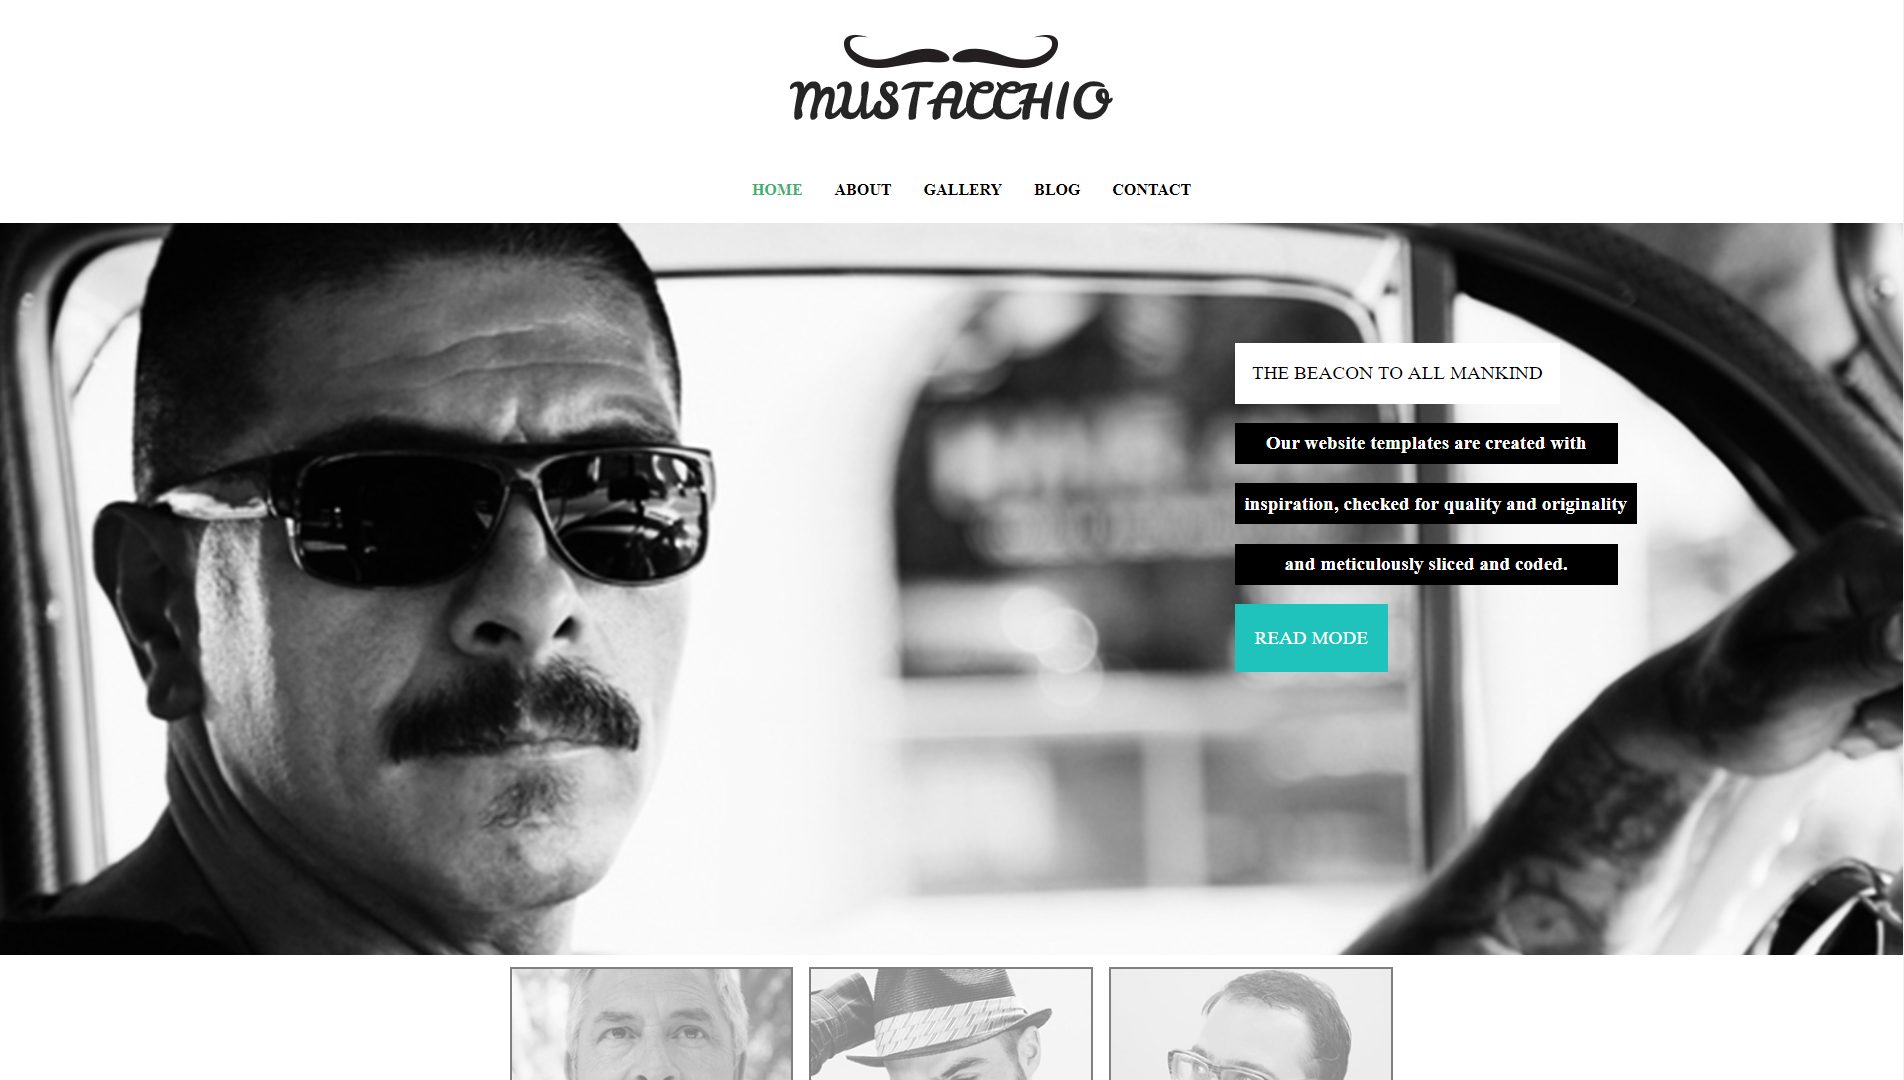 MUSTACCHIO
HOME ABOUT GALLERY BLOG CONTACT
THE BEACON TO ALL MANKIND
Our website templates are created with
inspiration, checked for quality and originality
and meticulously sliced and coded.
READ MODE